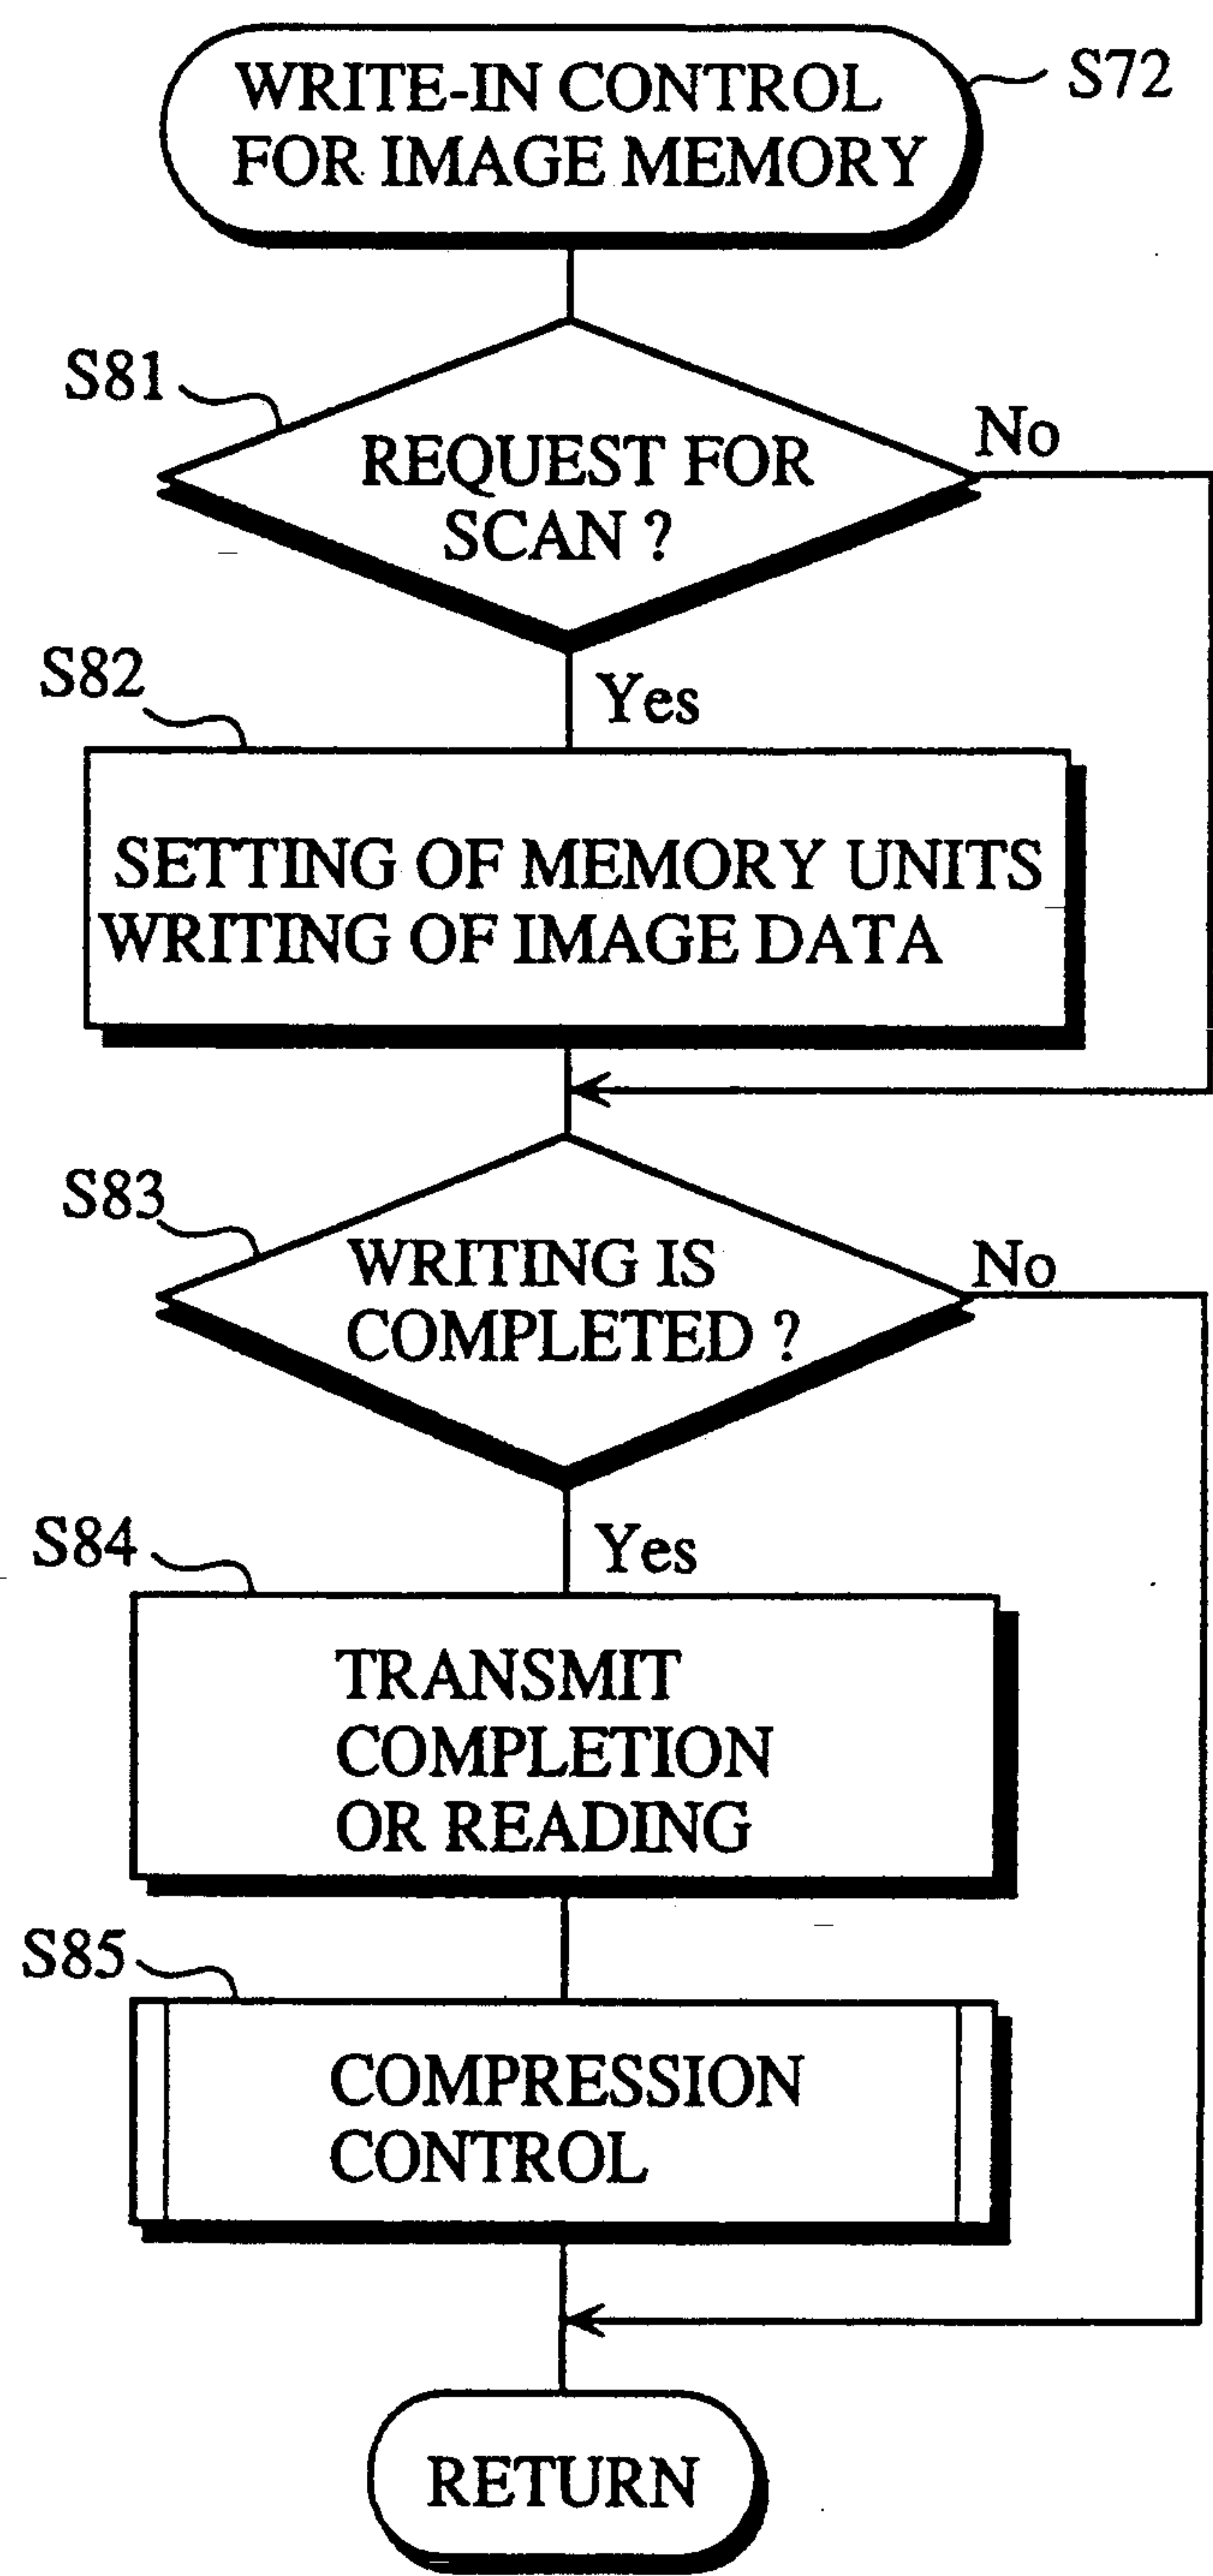 WRITE-IN CONTROL
FOR IMAGE MEMORY
S72
S81
REQUEST FOR
SCAN ?
No
Yes
S82
SETTING OF MEMORY UNITS
WRITING OF IMAGE DATA
S83
WRITING IS
COMPLETED ?
No
Yes
S84
TRANSMIT
COMPLETION
OR READING
S85
COMPRESSION
CONTROL
RETURN